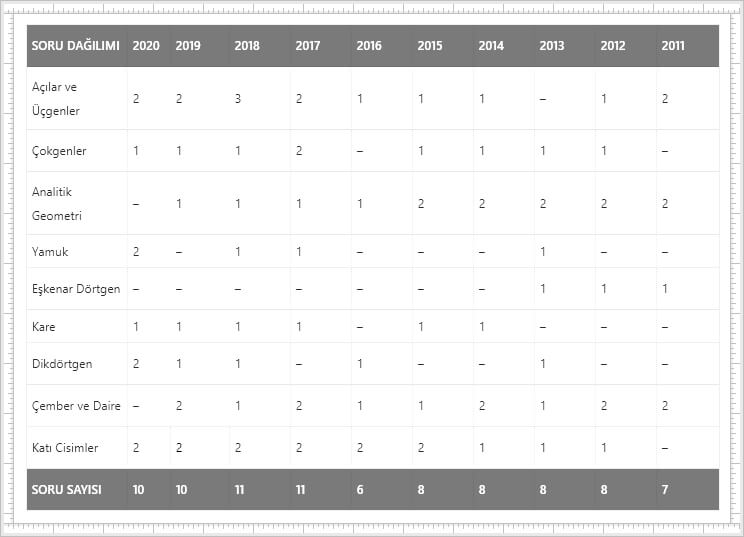 SORU DAĞILIMI 2020 2019 2018 2017 2016 2015 2014 2013 2012 2011
Açılar ve
Üçgenler 2 2 3 2 1 1 1 – 1 2
Çokgenler 1 1 1 2 – 1 1 1 1 –
Analitik
Geometri – 1 1 1 1 2 2 2 2 2
Yamuk 2 – 1 1 – – – 1 – –
Eşkenar Dörtgen – – – – – – – 1 1 1
Kare 1 1 1 1 – 1 1 – – –
Dikdörtgen 2 1 1 – 1 – – 1 – –
Çember ve Daire – 2 1 2 1 1 2 1 2 2
Katı Cisimler 2 2 2 2 2 2 1 1 1 –
SORU SAYISI 10 10 11 11 6 8 8 8 8 7